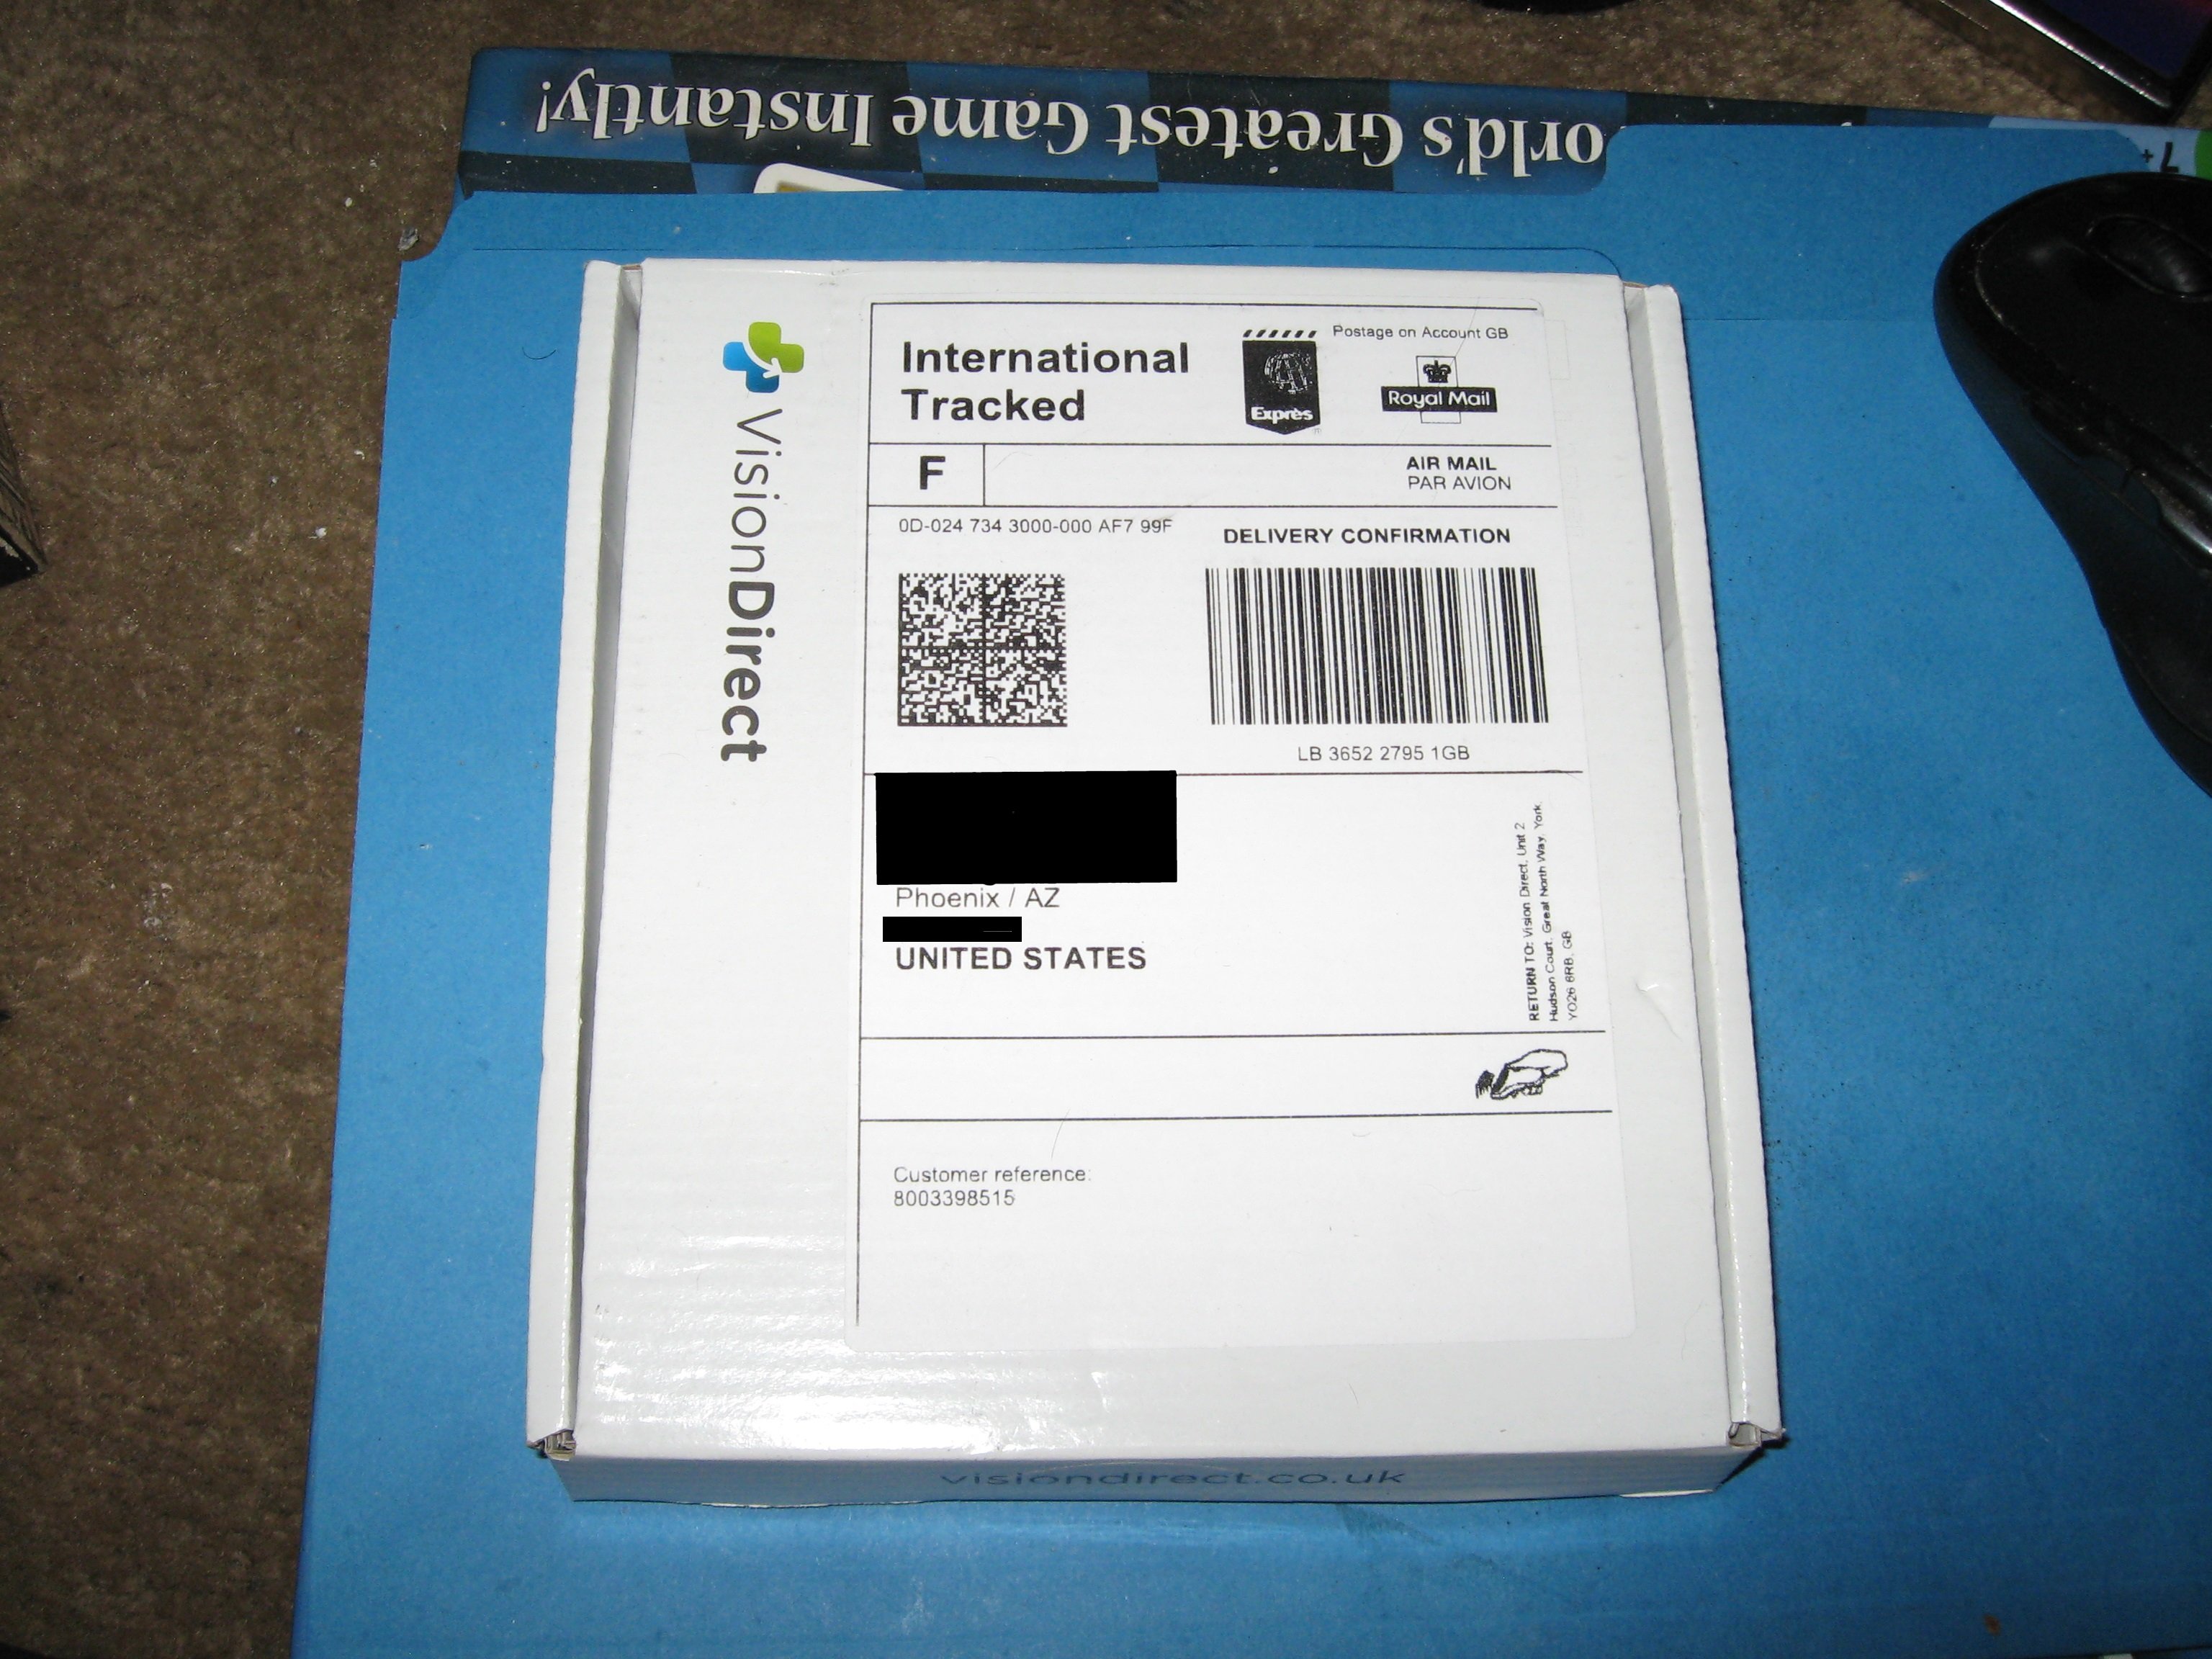 orld's Greatest Game Instantly!
7+
VisionDirect
International
Tracked
Exprès
Postage on Account GB
Royal Mail
F
AIR MAIL
PAR AVION
0D-024 734 3000-000 AF7 99F
DELIVERY CONFIRMATION
LB 3652 2795 1GB
Phoenix / AZ
UNITED STATES
RETURN TO: Vision Direct, Unit 2
Hudson Court, Great North Way, York,
YO26 6RB, GB
Customer reference:
8003398515
visiondirect.co.uk